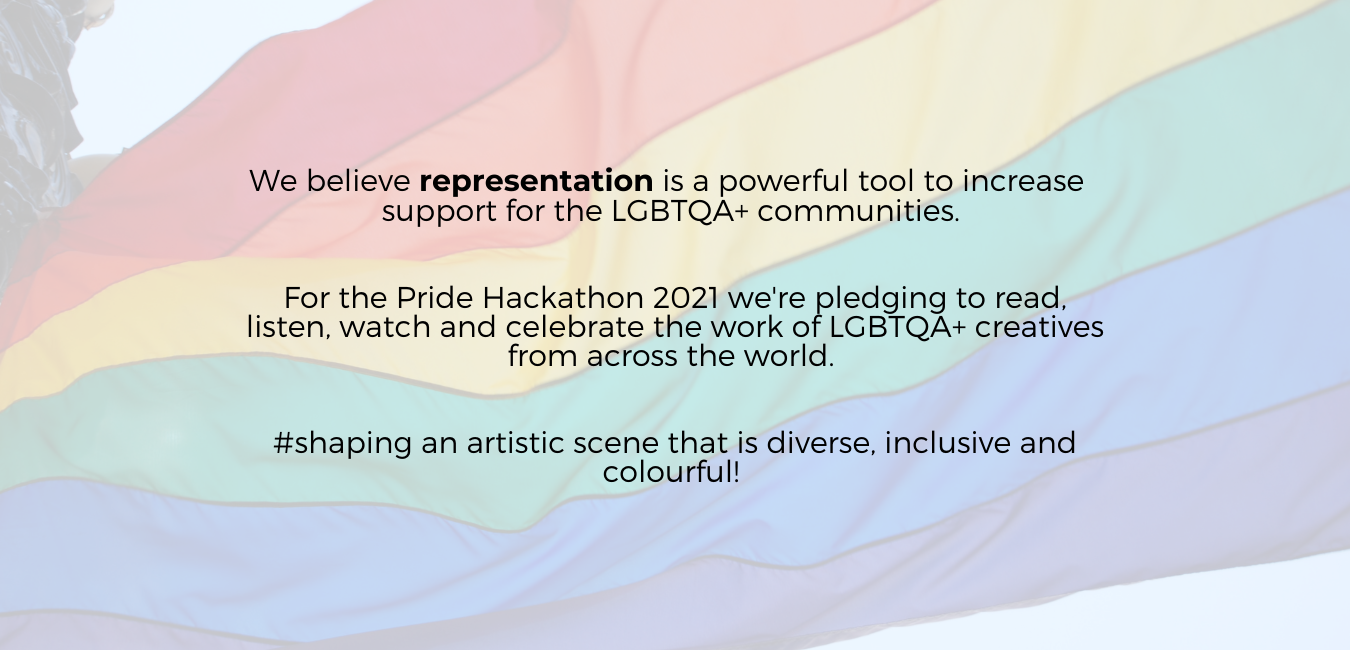 We believe representation is a powerful tool to increase
support for the LGBTQA+ communities.
For the Pride Hackathon 2021 we're pledging to read,
listen, watch and celebrate the work of LGBTQA+ creatives
from across the world.
#shaping an artistic scene that is diverse, inclusive and
colourful!